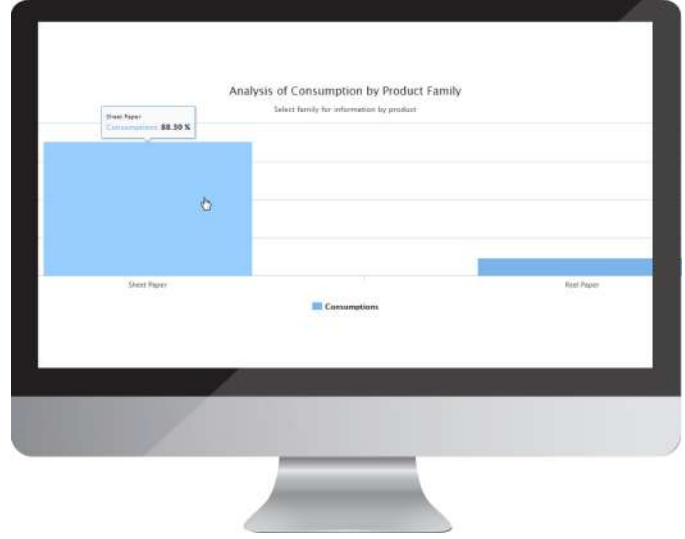 Analysis of Consumption by Product Family
Select family for information by product
Sheet Paper
Consumptions: 88.30 %
Sheet Paper
Reel Paper
Consumptions